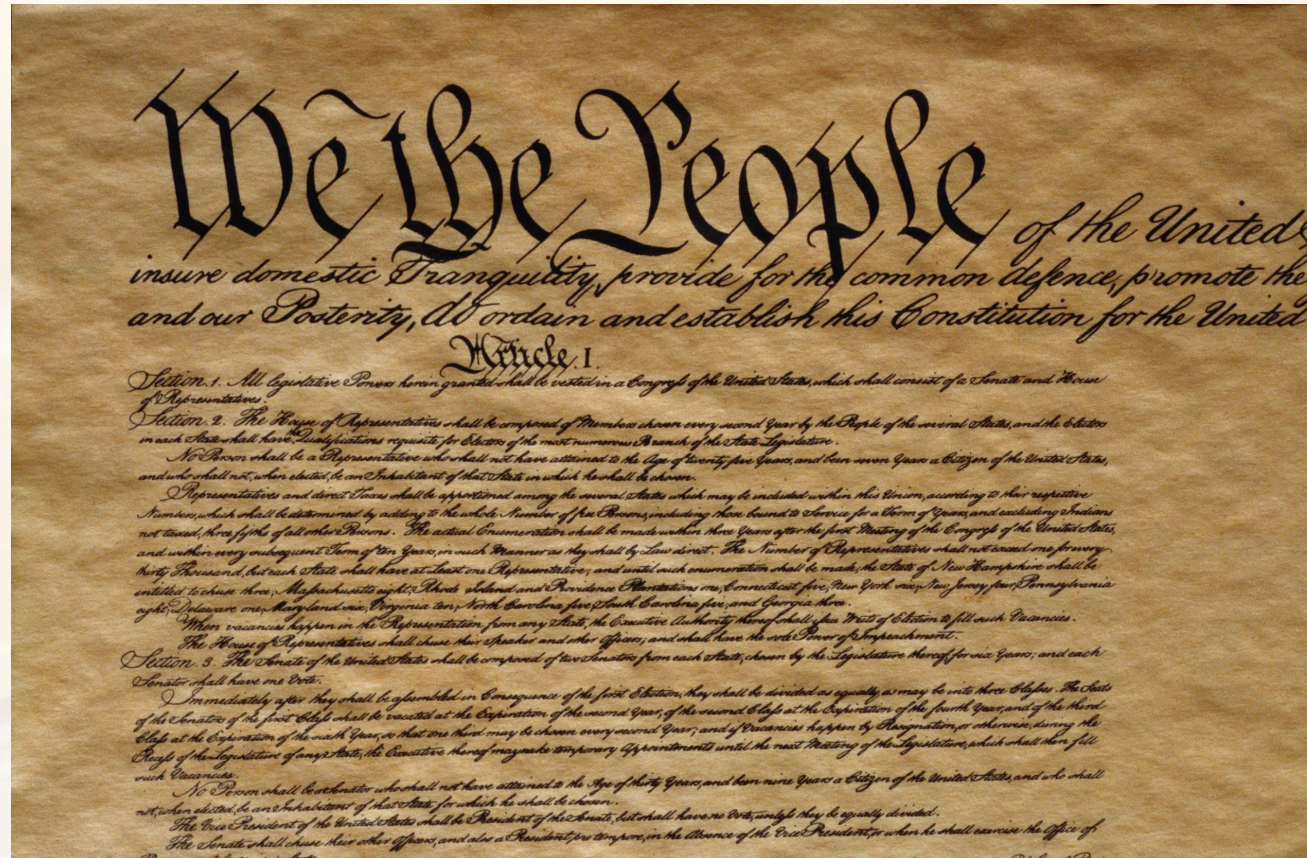 We the People of the United
insure domestic Tranquility, provide for the common defence, promote the
and our Posterity, do ordain and establish this Constitution for the United
Article. I.
Section. 1. All legislative Powers herein granted shall be vested in a Congress of the United States, which shall consist of a Senate and House
of Representatives.
Section. 2. The House of Representatives shall be composed of Members chosen every second Year by the People of the several States, and the Electors
in each State shall have Qualifications requisite for Electors of the most numerous Branch of the State Legislature.
No Person shall be a Representative who shall not have attained to the Age of twenty five Years, and been seven Years a Citizen of the United States,
and who shall not, when elected, be an Inhabitant of that State in which he shall be chosen.
Representatives and direct Taxes shall be apportioned among the several States which may be included within this Union, according to their respective
Numbers, which shall be determined by adding to the whole Number of free Persons, including those bound to Service for a Term of Years, and excluding Indians
not taxed, three fifths of all other Persons. The actual Enumeration shall be made within three Years after the first Meeting of the Congress of the United States,
and within every subsequent Term of ten Years, in such Manner as they shall by Law direct. The Number of Representatives shall not exceed one for every
thirty Thousand, but each State shall have at Least one Representative; and until such enumeration shall be made, the State of New Hampshire shall be
entitled to chuse three, Massachusetts eight, Rhode Island and Providence Plantations one, Connecticut five, New York six, New Jersey four, Pennsylvania
eight, Delaware one, Maryland six, Virginia ten, North Carolina five, South Carolina five, and Georgia three.
When vacancies happen in the Representation from any State, the Executive Authority thereof shall issue Writs of Election to fill such Vacancies.
The House of Representatives shall chuse their Speaker and other Officers; and shall have the sole Power of Impeachment.
Section. 3. The Senate of the United States shall be composed of two Senators from each State, chosen by the Legislature thereof, for six Years; and each
Senator shall have one Vote.
Immediately after they shall be assembled in Consequence of the first Election, they shall be divided as equally as may be into three Classes. The Seats
of the Senators of the first Class shall be vacated at the Expiration of the second Year, of the second Class at the Expiration of the fourth Year, and of the third
Class at the Expiration of the sixth Year, so that one third may be chosen every second Year; and if Vacancies happen by Resignation, or otherwise, during the
Recess of the Legislature of any State, the Executive thereof may make temporary Appointments until the next Meeting of the Legislature, which shall then fill
such Vacancies.
No Person shall be a Senator who shall not have attained to the Age of thirty Years, and been nine Years a Citizen of the United States, and who shall
not, when elected, be an Inhabitant of that State for which he shall be chosen.
The Vice President of the United States shall be President of the Senate, but shall have no Vote, unless they be equally divided.
The Senate shall chuse their other Officers, and also a President pro tempore, in the Absence of the Vice President, or when he shall exercise the Office of